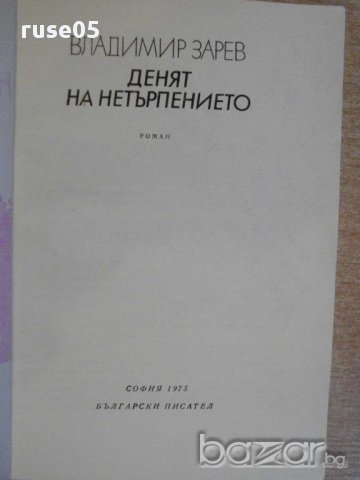 ruse05
ВЛАДИМИР ЗАРЕВ
ДЕНЯТ
НА НЕТЪРПЕНИЕТО
РОМАН
СОФИЯ 1975
БЪЛГАРСКИ ПИСАТЕЛ
bazar.bg